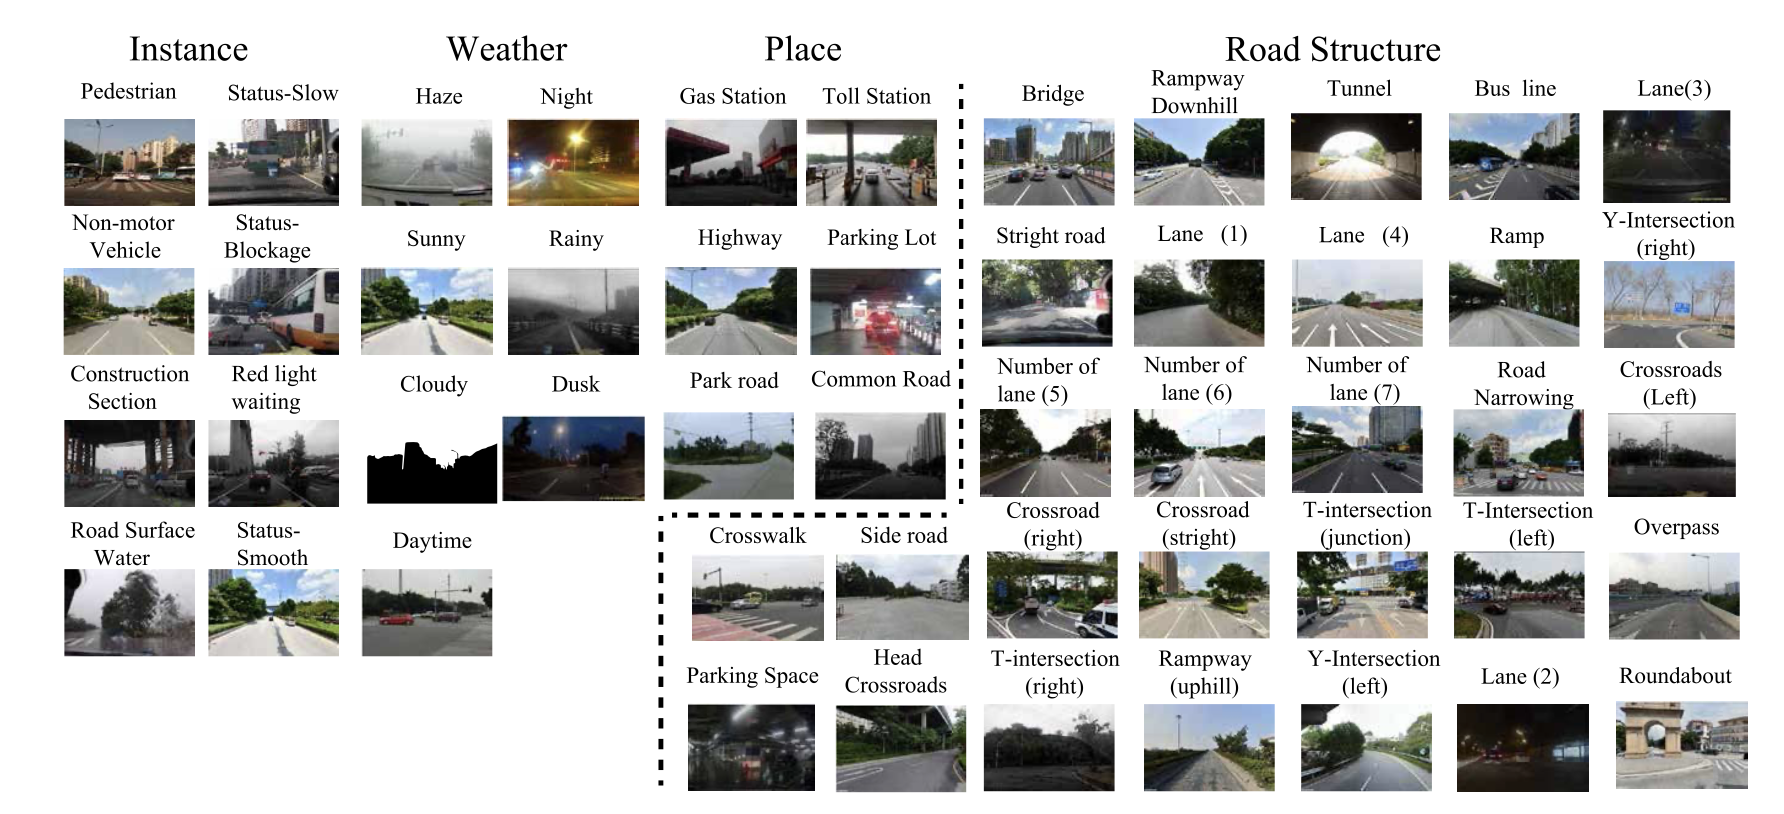 Instance
Weather
Place
Road Structure
Pedestrian
Status-Slow
Haze
Night
Gas Station
Toll Station
Bridge
Rampway
Downhill
Tunnel
Bus line
Lane(3)
Non-motor
Vehicle
Status-
Blockage
Sunny
Rainy
Highway
Parking Lot
Stright road
Lane (1)
Lane (4)
Ramp
Y-Intersection
(right)
Construction
Section
Red light
waiting
Cloudy
Dusk
Park road
Common Road
Number of
lane (5)
Number of
lane (6)
Number of
lane (7)
Road
Narrowing
Crossroads
(Left)
Road Surface
Water
Status-
Smooth
Daytime
Crosswalk
Side road
Crossroad
(right)
Crossroad
(stright)
T-intersection
(junction)
T-Intersection
(left)
Overpass
Parking Space
Head
Crossroads
T-intersection
(right)
Rampway
(uphill)
Y-Intersection
(left)
Lane (2)
Roundabout